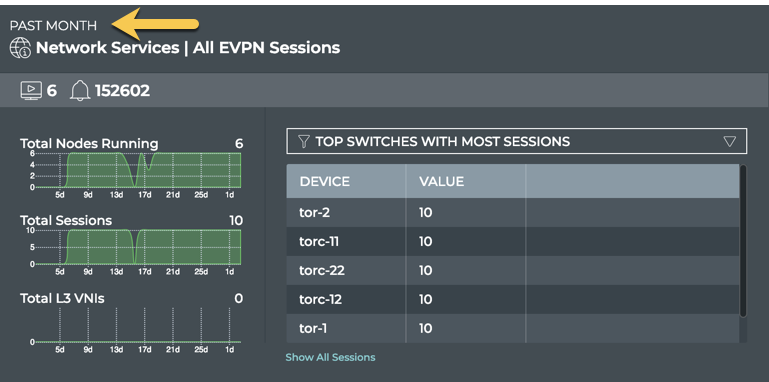 PAST MONTH
Network Services | All EVPN Sessions
6 152602
Total Nodes Running 6
6
4
2
0
5d 9d 13d 17d 21d 25d 1d
Total Sessions 10
10
5
0
5d 9d 13d 17d 21d 25d 1d
Total L3 VNIs 0
0
5d 9d 13d 17d 21d 25d 1d
TOP SWITCHES WITH MOST SESSIONS
DEVICE VALUE
tor-2 10
torc-11 10
torc-22 10
torc-12 10
tor-1 10
Show All Sessions